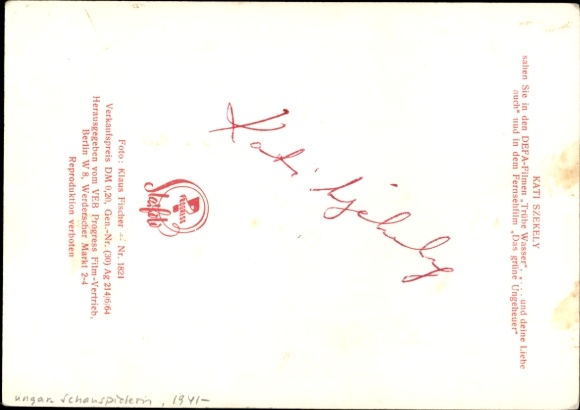 KATI SZEKELY
sahen Sie in den DEFA-Filmen „Trübe Wasser“, „... und deine Liebe
auch“ und in dem Fernsehfilm „Das grüne Ungeheuer“
Kati Székely
Starfoto
Foto: Klaus Fischer — Nr. 1821
Verkaufspreis DM 0,20, Gen.-Nr. (30) Ag 214/6/64
Herausgegeben vom VEB Progress Film-Vertrieb,
Berlin W 8, Werderscher Markt 2-4
Reproduktion verboten
ungar. Schauspielerin, 1941-